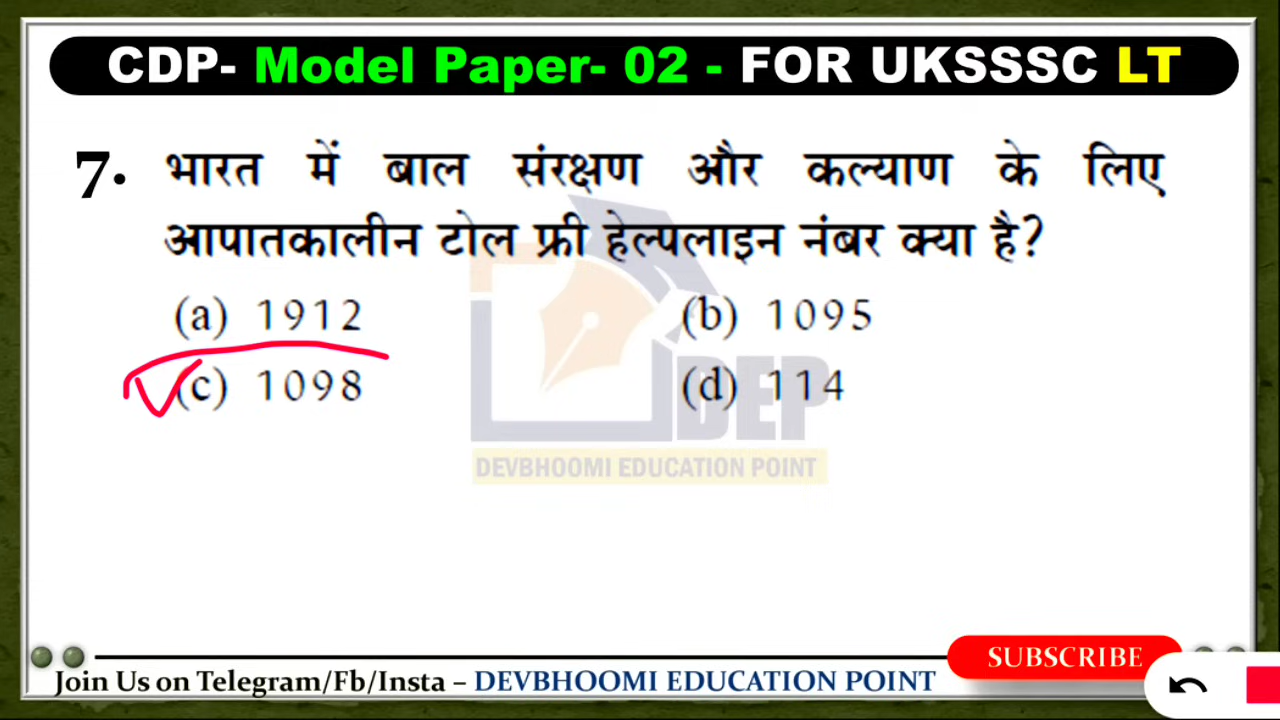 CDP- Model Paper- 02 - FOR UKSSSC LT
7. भारत में बाल संरक्षण और कल्याण के लिए
आपातकालीन टोल फ्री हेल्पलाइन नंबर क्या है?
(a) 1912 (b) 1095
(c) 1098 (d) 114
DEP
DEVBHOOMI EDUCATION POINT
SUBSCRIBE
Join Us on Telegram/Fb/Insta – DEVBHOOMI EDUCATION POINT